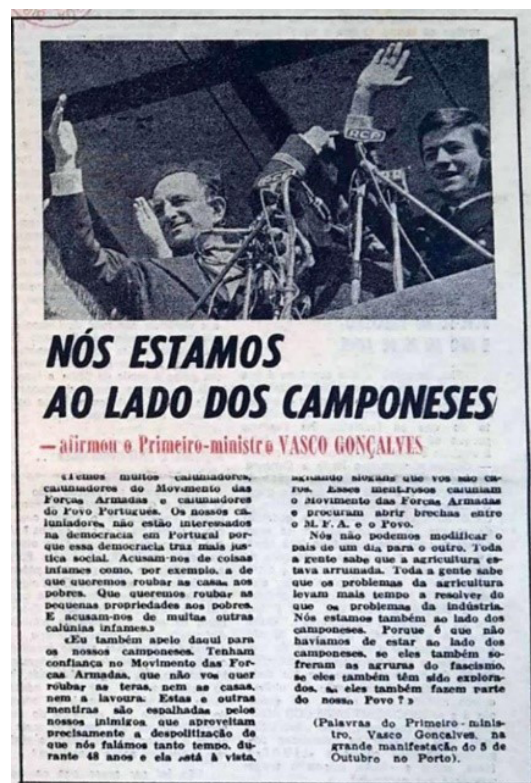 RCP
NÓS ESTAMOS
AO LADO DOS CAMPONESES
— afirmou o Primeiro-ministro VASCO GONÇALVES
«Temos muitos caluniadores,
caluniadores do Movimento das
Forças Armadas e caluniadores
do Povo Português. Os nossos ca-
luniadores, não estão interessados
na democracia em Portugal por-
que essa democracia traz mais jus-
tiça social. Acusam-nos de coisas
infames como, por exemplo, a de
que queremos roubar as casas, aos
pobres. Que queremos roubar as
pequenas propriedades aos pobres.
E acusam-nos de muitas outras
calúnias infames.»
«Eu também apelo daqui para
os nossos camponeses. Tenham
confiança no Movimento das For-
ças Armadas, que não vos quer
roubar as teras, nem as casas,
nem a lavoura. Estas e outras
mentiras são espalhadas pelos
nossos inimigos, que aproveitam
precisamente a despolitização de
que nós falámos tanto tempo, du-
rante 48 anos e ela está à vista,
agitando slogans que vos são ca-
ros. Esses mentirosos caluniam
o Movimento das Forças Armadas
e procuram abrir brechas entre
o M. F. A. e o Povo.
Nós não podemos modificar o
país de um dia para o outro. Toda
a gente sabe que a agricultura es-
tava arrumada. Toda a gente sabe
que os problemas da agricultura
levam mais tempo a resolver do
que os problemas da indústria.
Nós estamos também ao lado dos
camponeses. Porque é que não
havíamos de estar ao lado dos
camponeses, se eles também so-
freram as agruras do fascismo,
se eles também têm sido explora-
dos, se eles também fazem parte
do nosso Povo?»
(Palavras do Primeiro-minis-
tro, Vasco Gonçalves, na
grande manifestação do 5 de
Outubro no Porto).